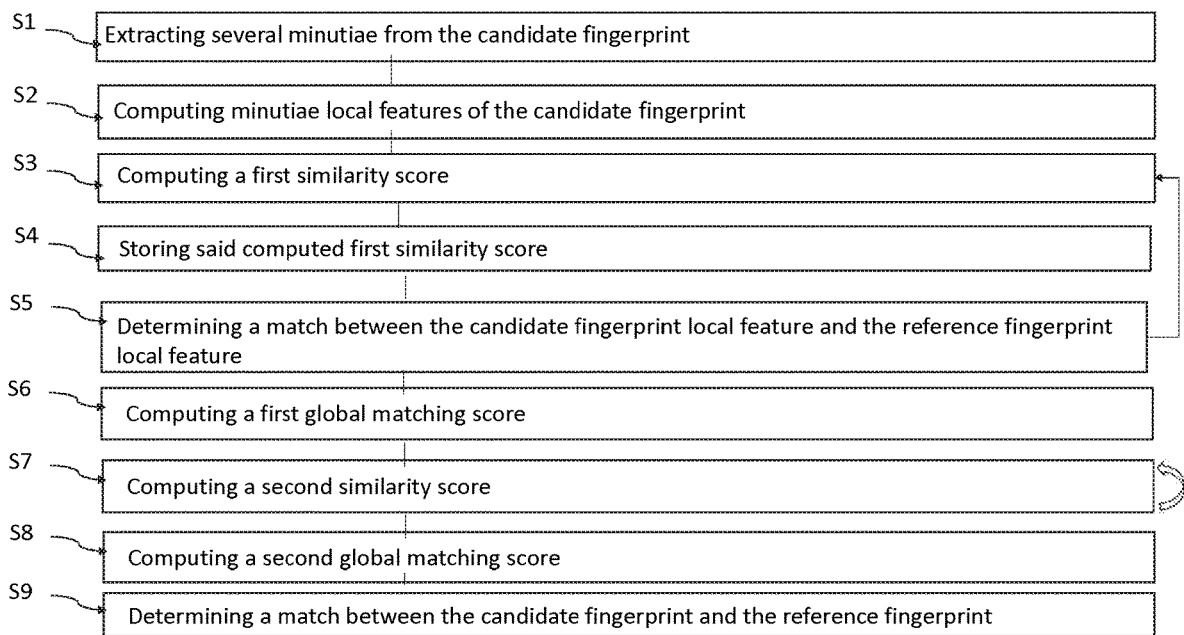 S1
Extracting several minutiae from the candidate fingerprint
S2
Computing minutiae local features of the candidate fingerprint
S3
Computing a first similarity score
S4
Storing said computed first similarity score
S5
Determining a match between the candidate fingerprint local feature and the reference fingerprint
local feature
S6
Computing a first global matching score
S7
Computing a second similarity score
S8
Computing a second global matching score
S9
Determining a match between the candidate fingerprint and the reference fingerprint